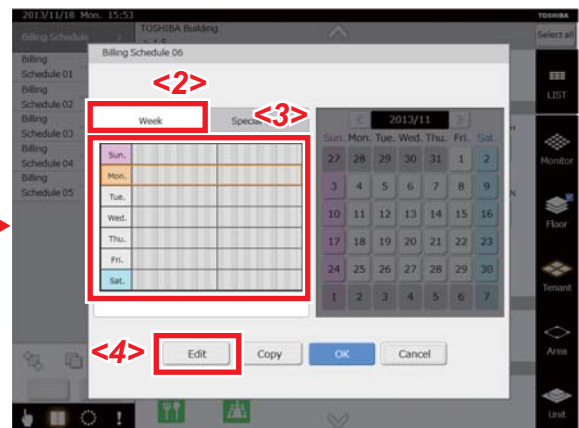 2013/11/18 Mon. 15:53
TOSHIBA
Billing Schedule >
TOSHIBA Building
Select all
Billing Schedule 06
Billing
Schedule 01
Billing
Schedule 02
Billing
Schedule 03
Billing
Schedule 04
Billing
Schedule 05
<2>
Week
Special
<3>
Sun.
Mon.
Tue.
Wed.
Thu.
Fri.
Sat.
< 2013/11 >
Sun. Mon. Tue. Wed. Thu. Fri. Sat.
27 28 29 30 31 1 2
3 4 5 6 7 8 9
10 11 12 13 14 15 16
17 18 19 20 21 22 23
24 25 26 27 28 29 30
1 2 3 4 5 6 7
<4>
Edit
Copy
OK
Cancel
LIST
Monitor
Floor
Tenant
Area
Unit